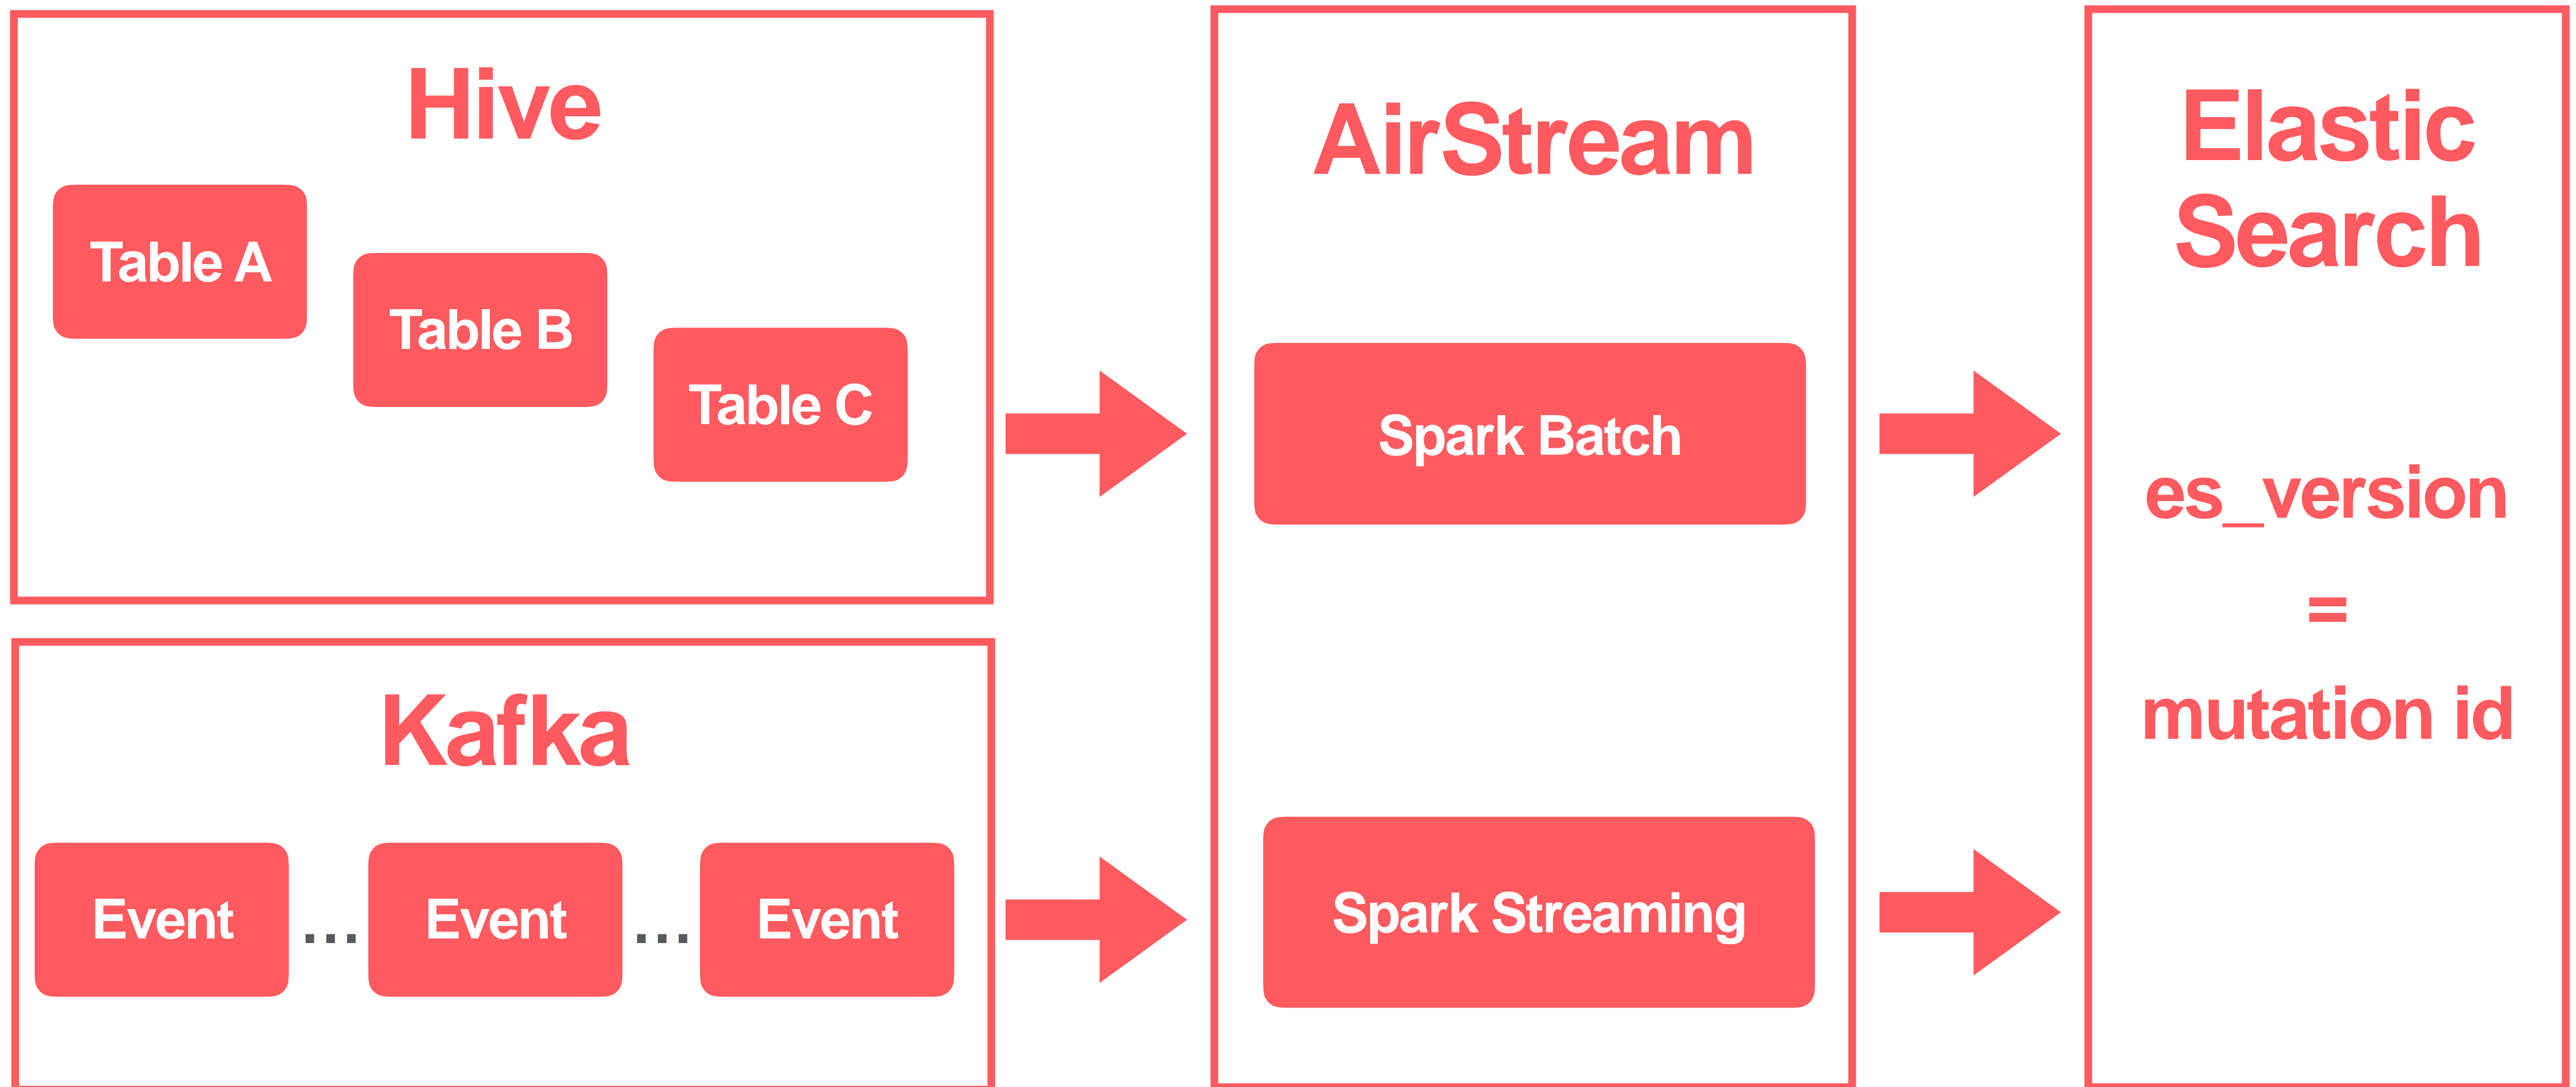 Hive
Table A
Table B
Table C
Kafka
Event ... Event ... Event
AirStream
Spark Batch
Spark Streaming
Elastic
Search
es_version
=
mutation id